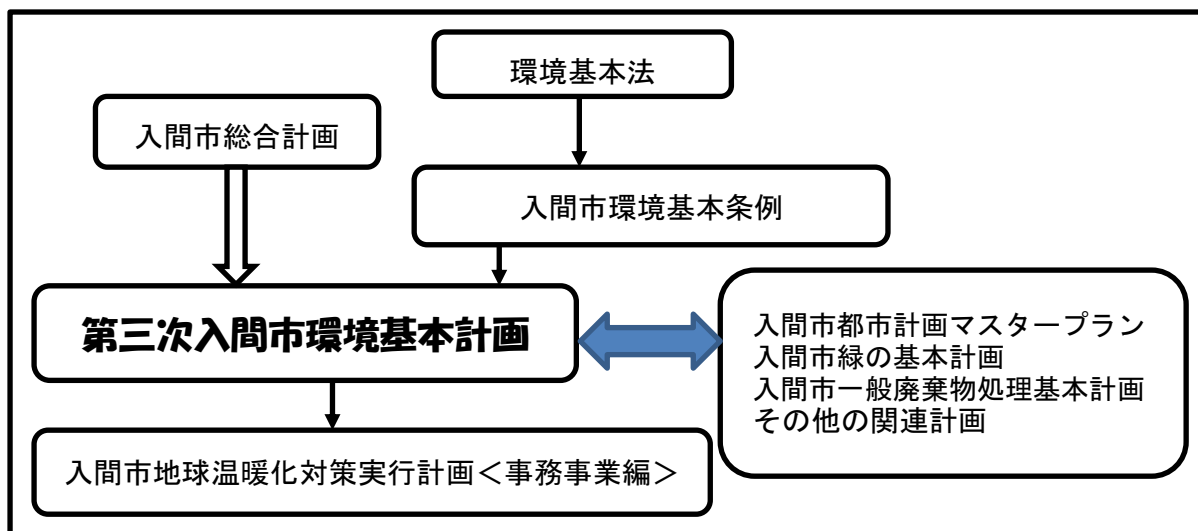 環境基本法
入間市総合計画
入間市環境基本条例
第三次入間市環境基本計画
入間市都市計画マスタープラン
入間市緑の基本計画
入間市一般廃棄物処理基本計画
その他の関連計画
入間市地球温暖化対策実行計画＜事務事業編＞